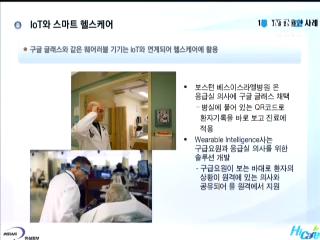 IoT와 스마트 헬스케어
구글 글래스와 같은 웨어러블 기기는 IoT와 연계되어 헬스케어에 활용
보스턴 베스이스라엘병원 은
응급실 의사에 구글 글래스 채택
- 병실에 붙어 있는 QR코드로
환자기록을 바로 보고 진료에
적용
Wearable Intelligence사는
구급요원과 응급실 의사를 위한
솔루션 개발
- 구급요원이 보는 대로 환자의
상황이 원격에 있는 의사와
공유되어 을 원격에서 지원